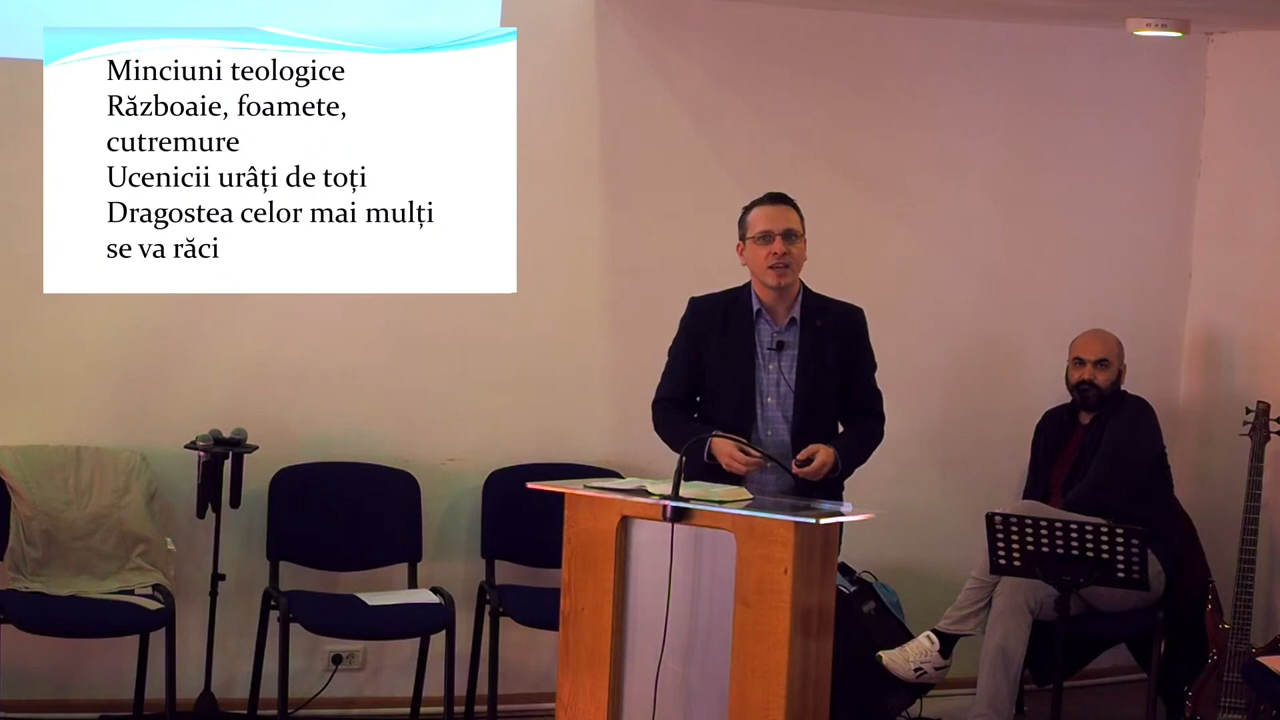 Minciuni teologice
Războaie, foamete,
cutremure
Ucenicii urâți de toți
Dragostea celor mai mulți
se va răci